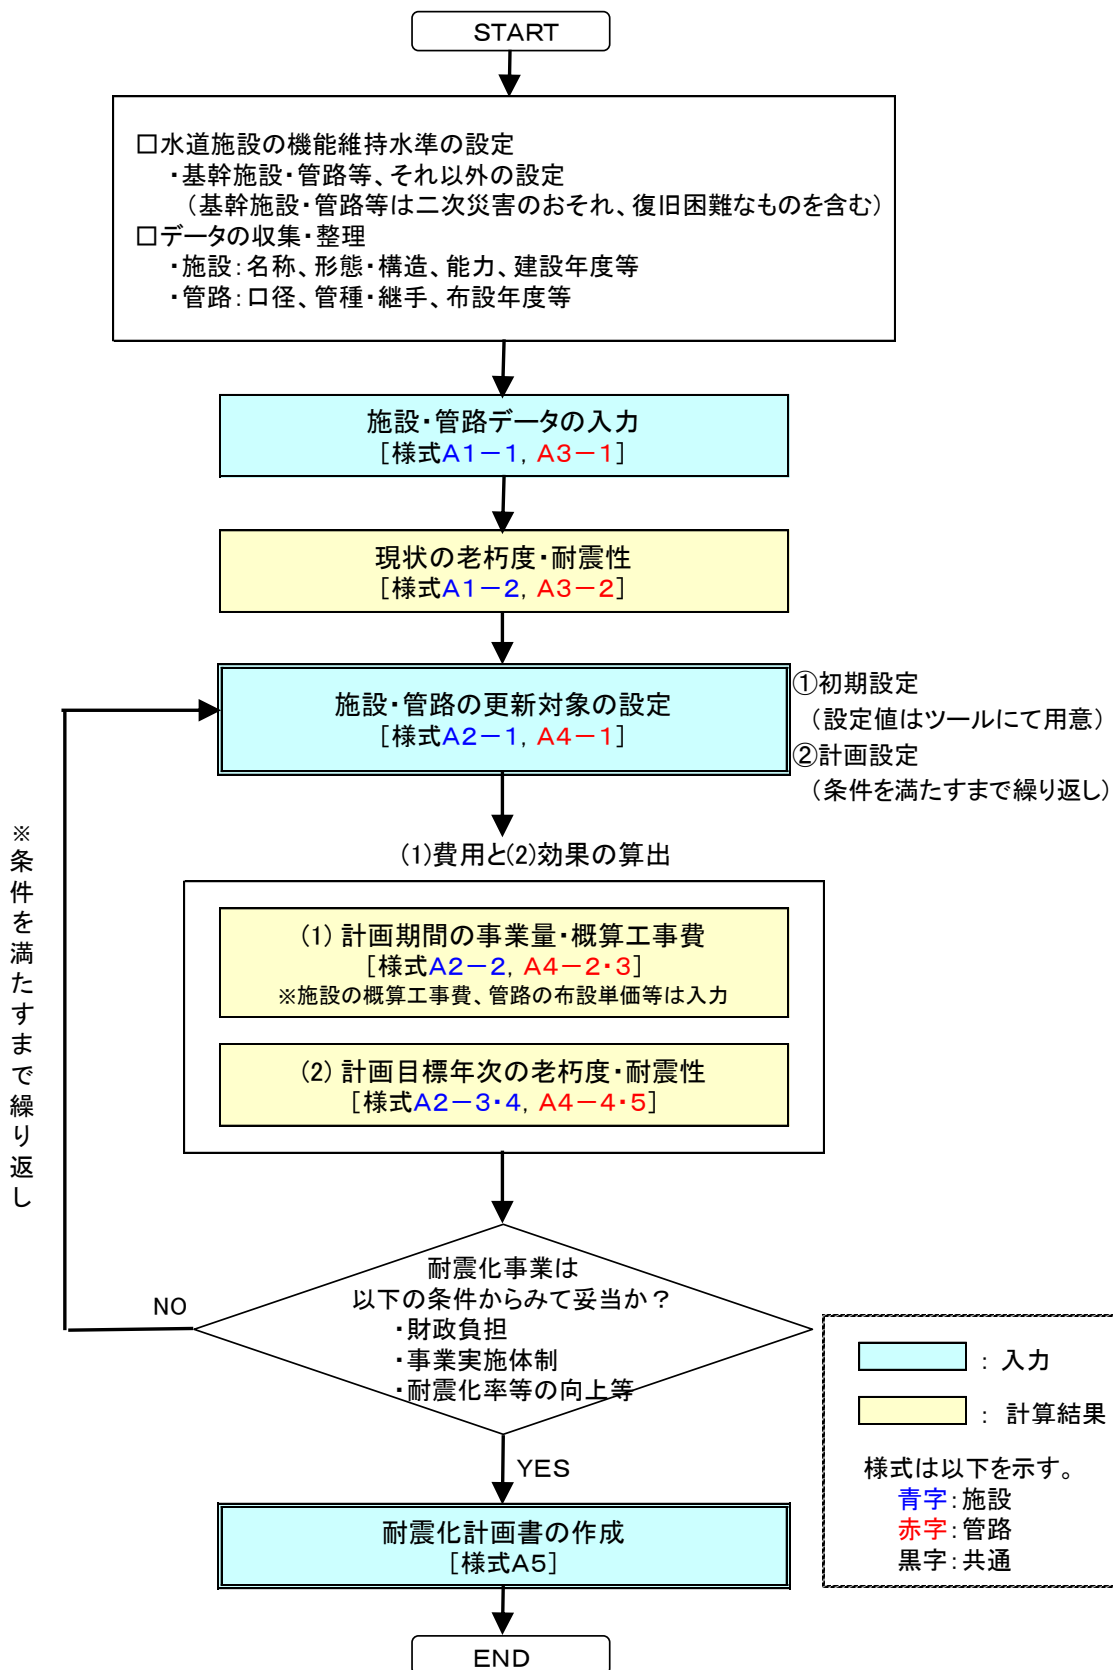 START
□水道施設の機能維持水準の設定
・基幹施設・管路等、それ以外の設定
（基幹施設・管路等は二次災害のおそれ、復旧困難なものを含む）
□データの収集・整理
・施設：名称、形態・構造、能力、建設年度等
・管路：口径、管種・継手、布設年度等
施設・管路データの入力
［様式A1－1, A3－1］
現状の老朽度・耐震性
［様式A1－2, A3－2］
施設・管路の更新対象の設定
［様式A2－1, A4－1］
①初期設定
（設定値はツールにて用意）
②計画設定
（条件を満たすまで繰り返し）
※条件を満たすまで繰り返し
(1)費用と(2)効果の算出
(1) 計画期間の事業量・概算工事費
［様式A2－2, A4－2・3］
※施設の概算工事費、管路の布設単価等は入力
(2) 計画目標年次の老朽度・耐震性
［様式A2－3・4, A4－4・5］
耐震化事業は
以下の条件からみて妥当か？
・財政負担
・事業実施体制
・耐震化率等の向上等
NO
YES
耐震化計画書の作成
［様式A5］
END
：入力
：計算結果
様式は以下を示す。
青字：施設
赤字：管路
黒字：共通